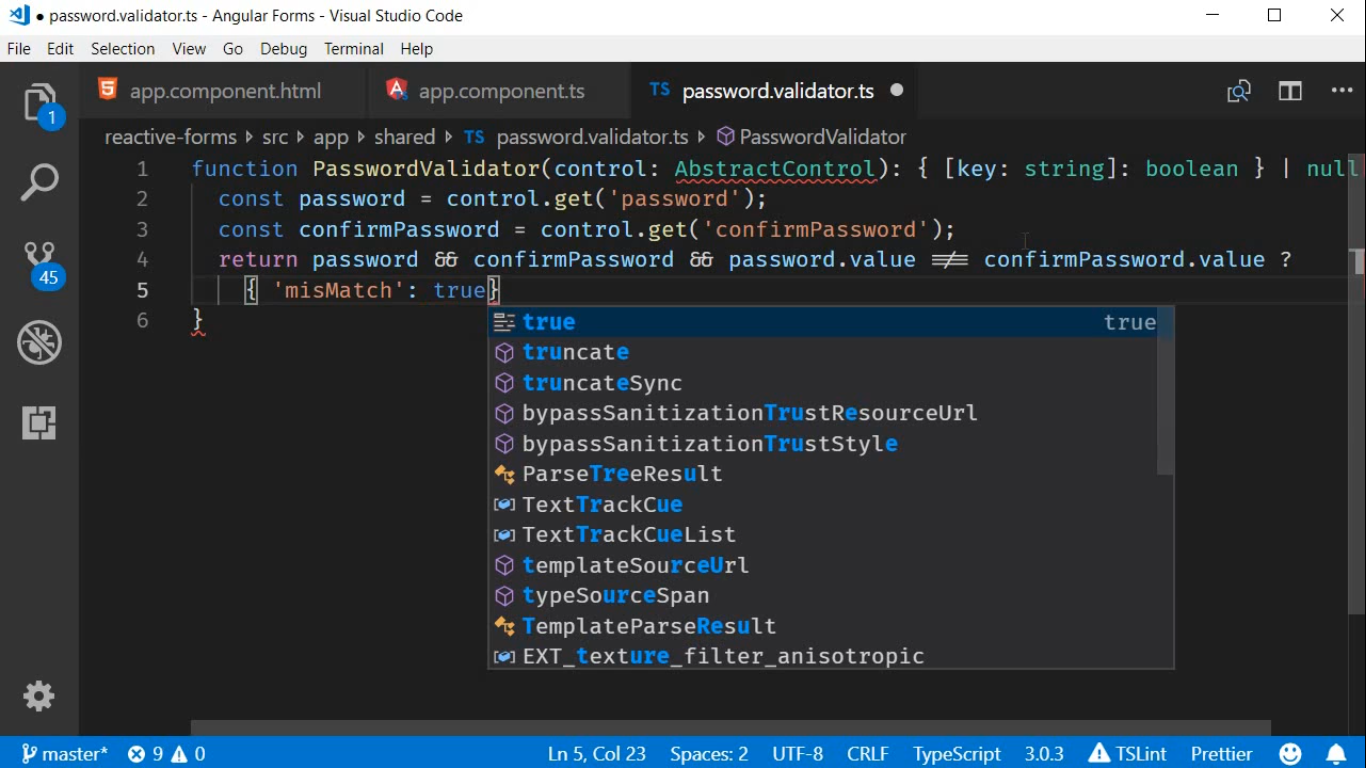 password.validator.ts - Angular Forms - Visual Studio Code
File Edit Selection View Go Debug Terminal Help
app.component.html app.component.ts TS password.validator.ts
reactive-forms src app shared TS password.validator.ts PasswordValidator
1 function PasswordValidator(control: AbstractControl): { [key: string]: boolean } | null
2 const password = control.get('password');
3 const confirmPassword = control.get('confirmPassword');
4 return password && confirmPassword && password.value !== confirmPassword.value ?
5 { 'misMatch': true}
6 }
true true
truncate
truncateSync
bypassSanitizationTrustResourceUrl
bypassSanitizationTrustStyle
ParseTreeResult
TextTrackCue
TextTrackCueList
templateSourceUrl
typeSourceSpan
TemplateParseResult
EXT_texture_filter_anisotropic
1
45
master* 9 0 Ln 5, Col 23 Spaces: 2 UTF-8 CRLF TypeScript 3.0.3 TSLint Prettier